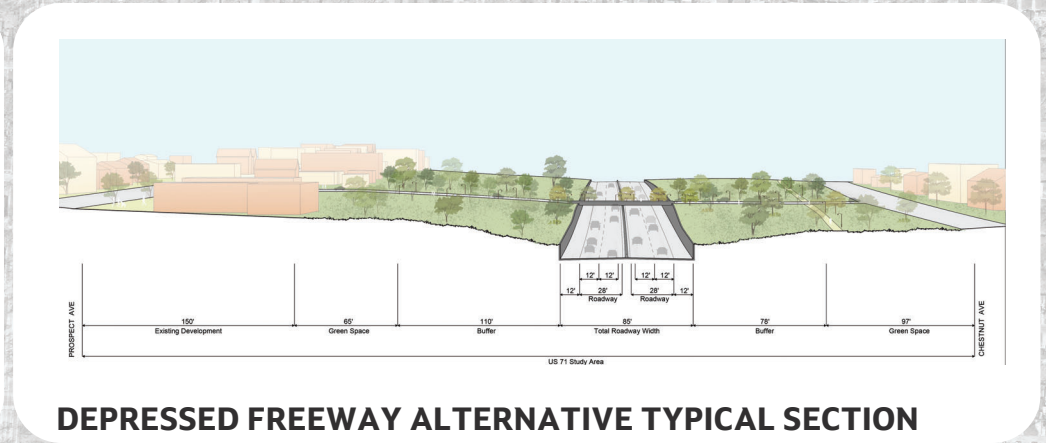 12' 12' 12' 12'
12' 28' 28' 12'
Roadway Roadway
150' 65' 110' 85' 78' 97'
Existing Development Green Space Buffer Total Roadway Width Buffer Green Space
PROSPECT AVE
CHESTNUT AVE
US 71 Study Area
DEPRESSED FREEWAY ALTERNATIVE TYPICAL SECTION